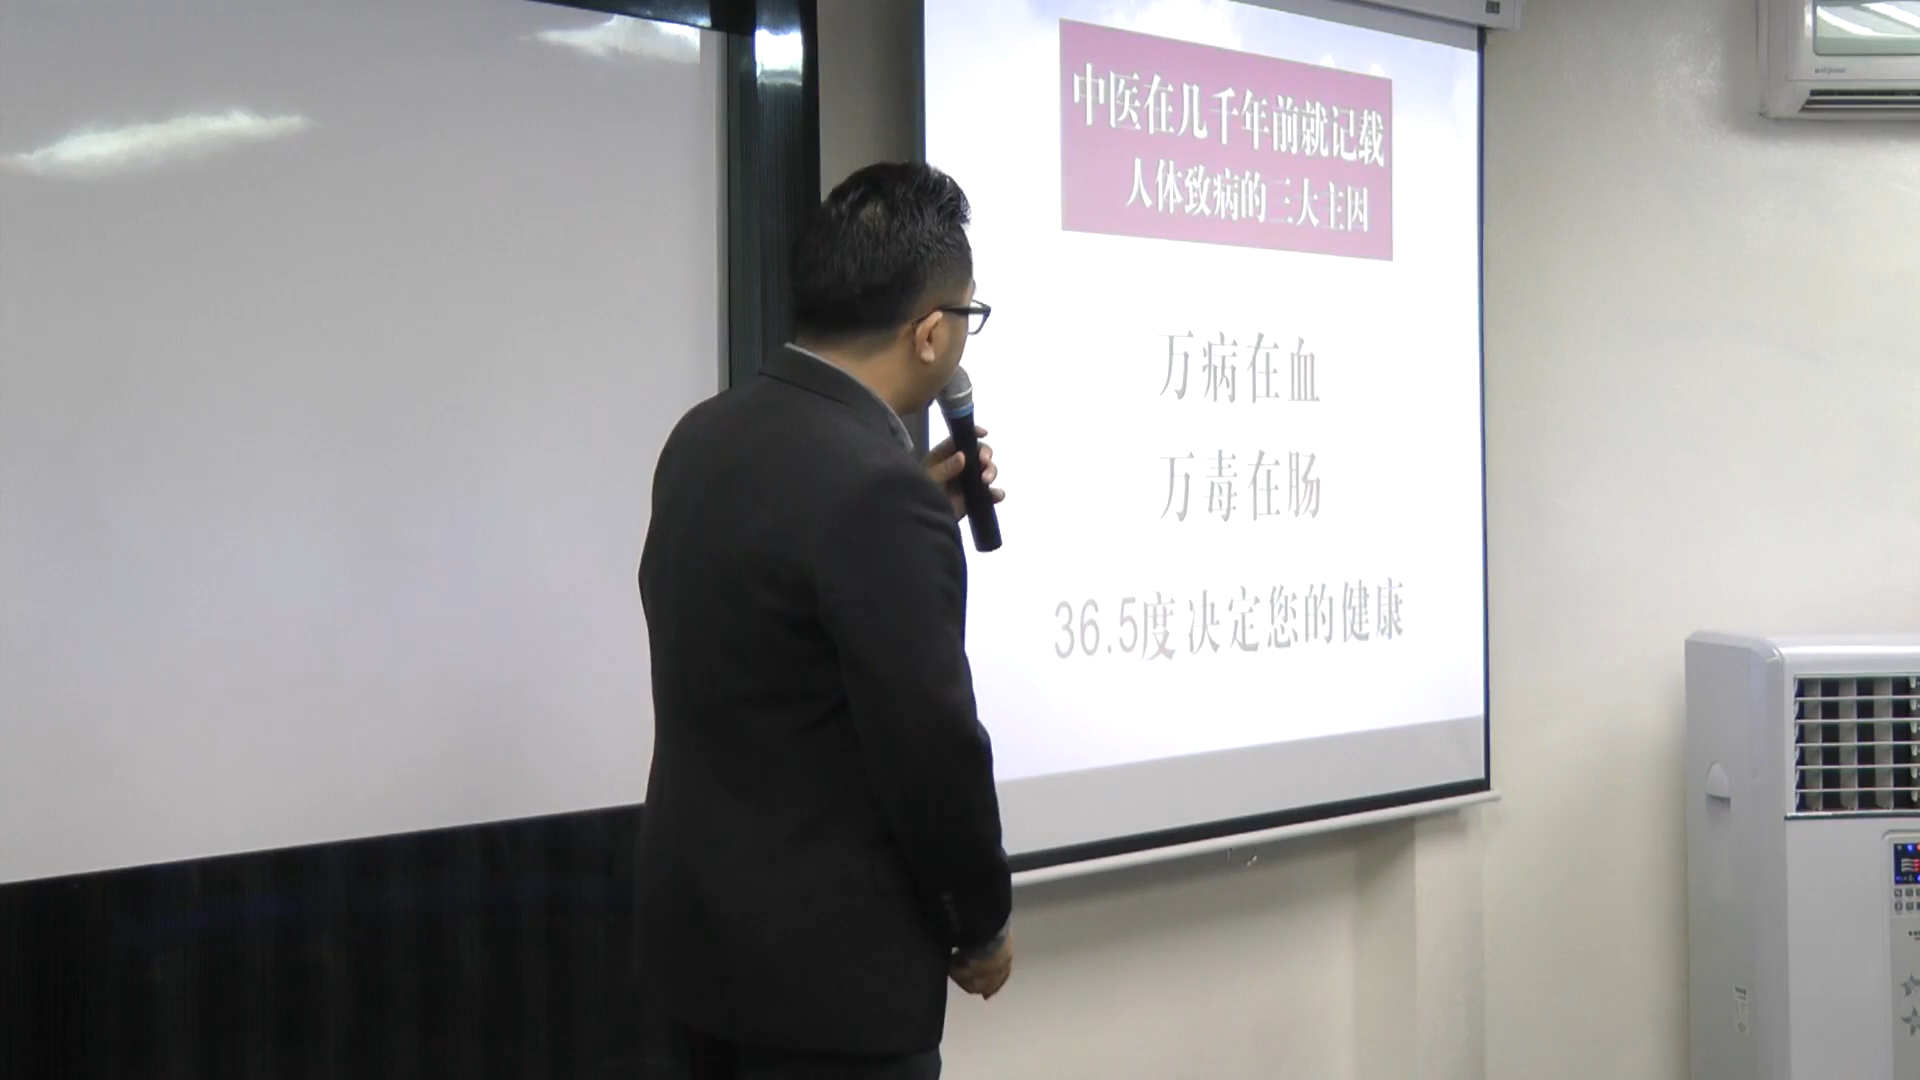 中医在几千年前就记载
人体致病的三大主因
万病在血
万毒在肠
36.5度 决定您的健康